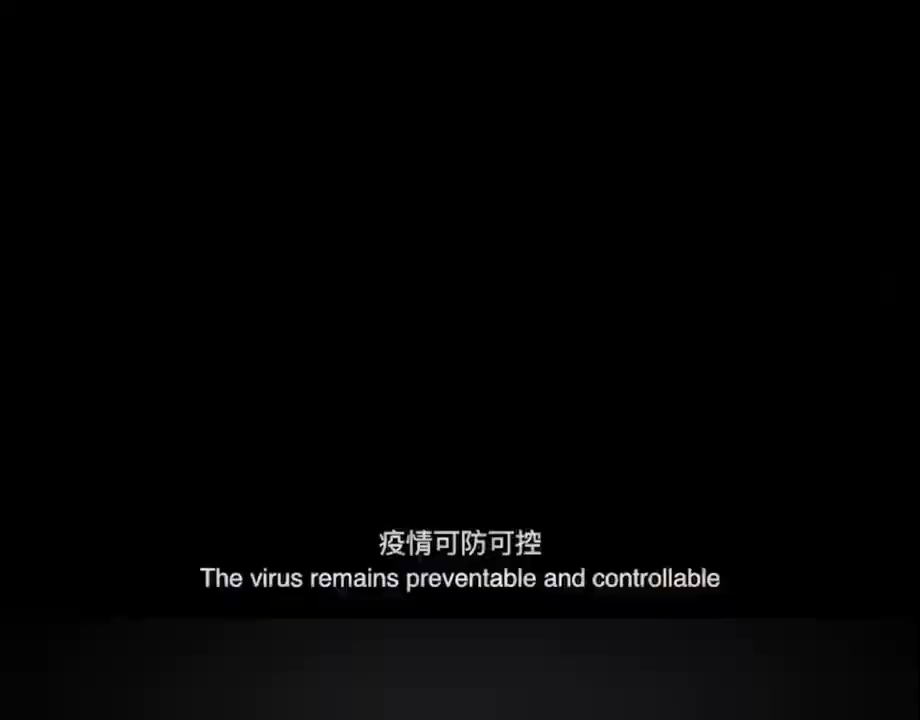 疫情可防可控
The virus remains preventable and controllable